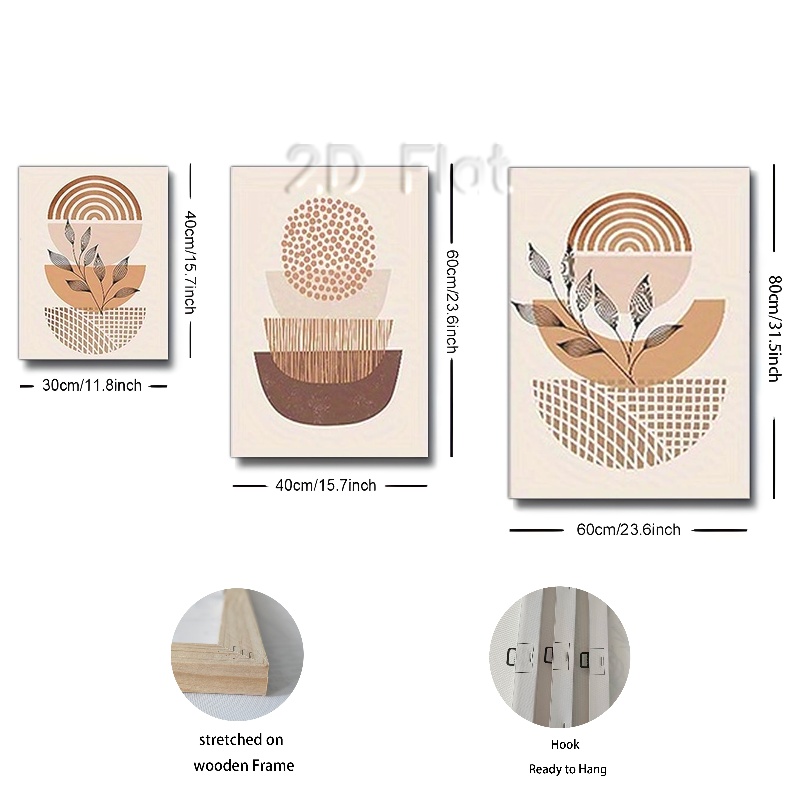 2D Flat
40cm/15.7inch
30cm/11.8inch
60cm/23.6inch
40cm/15.7inch
80cm/31.5inch
60cm/23.6inch
stretched on
wooden Frame
Hook
Ready to Hang